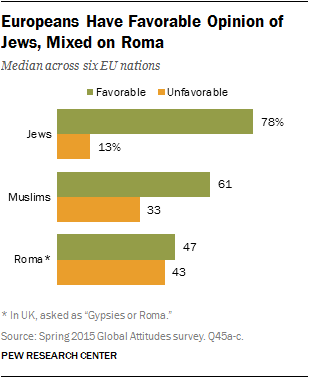 Europeans Have Favorable Opinion of
Jews, Mixed on Roma
Median across six EU nations
Favorable Unfavorable
Jews
78%
13%
Muslims
61
33
Roma*
47
43
* In UK, asked as “Gypsies or Roma.”
Source: Spring 2015 Global Attitudes survey. Q45a-c.
PEW RESEARCH CENTER